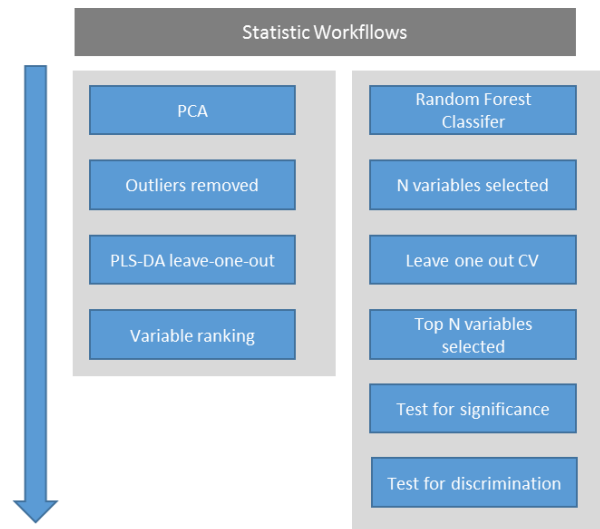 Statistic Workfllows
PCA
Outliers removed
PLS-DA leave-one-out
Variable ranking
Random Forest
Classifer
N variables selected
Leave one out CV
Top N variables
selected
Test for significance
Test for discrimination